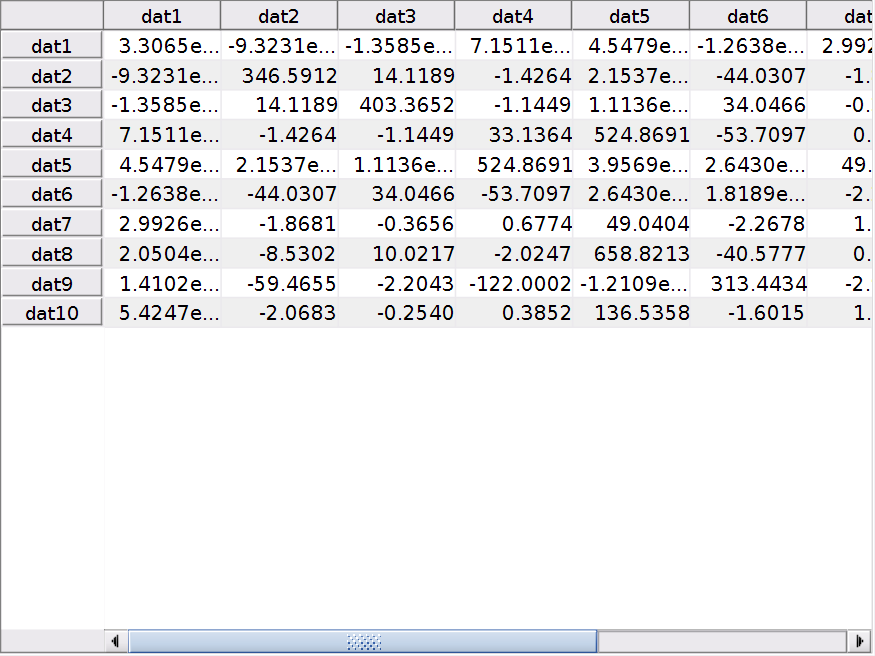 dat1 dat2 dat3 dat4 dat5 dat6 dat
dat1 3.3065e... -9.3231e... -1.3585e... 7.1511e... 4.5479e... -1.2638e... 2.992
dat2 -9.3231e... 346.5912 14.1189 -1.4264 2.1537e... -44.0307 -1.
dat3 -1.3585e... 14.1189 403.3652 -1.1449 1.1136e... 34.0466 -0.
dat4 7.1511e... -1.4264 -1.1449 33.1364 524.8691 -53.7097 0.
dat5 4.5479e... 2.1537e... 1.1136e... 524.8691 3.9569e... 2.6430e... 49.
dat6 -1.2638e... -44.0307 34.0466 -53.7097 2.6430e... 1.8189e... -2.
dat7 2.9926e... -1.8681 -0.3656 0.6774 49.0404 -2.2678 1.
dat8 2.0504e... -8.5302 10.0217 -2.0247 658.8213 -40.5777 0.
dat9 1.4102e... -59.4655 -2.2043 -122.0002 -1.2109e... 313.4434 -2.
dat10 5.4247e... -2.0683 -0.2540 0.3852 136.5358 -1.6015 1.